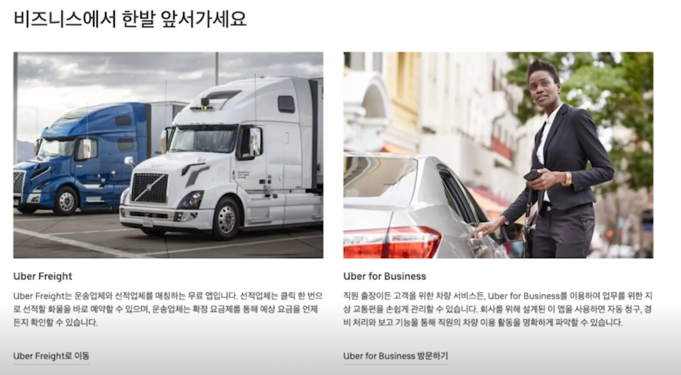 비즈니스에서 한발 앞서가세요
Uber Freight
Uber Freight는 운송업체와 선적업체를 매칭하는 무료 앱입니다. 선적업체는 클릭 한 번으
로 선적할 화물을 바로 예약할 수 있으며, 운송업체는 확정 요금제를 통해 예상 요금을 언제
든지 확인할 수 있습니다.
Uber Freight로 이동
Uber for Business
직원 출장이든 고객을 위한 차량 서비스든, Uber for Business를 이용하여 업무를 위한 지
상 교통편을 손쉽게 관리할 수 있습니다. 회사를 위해 설계된 이 앱을 사용하면 자동 청구, 경
비 처리와 보고 기능을 통해 직원의 차량 이용 활동을 명확하게 파악할 수 있습니다.
Uber for Business 방문하기